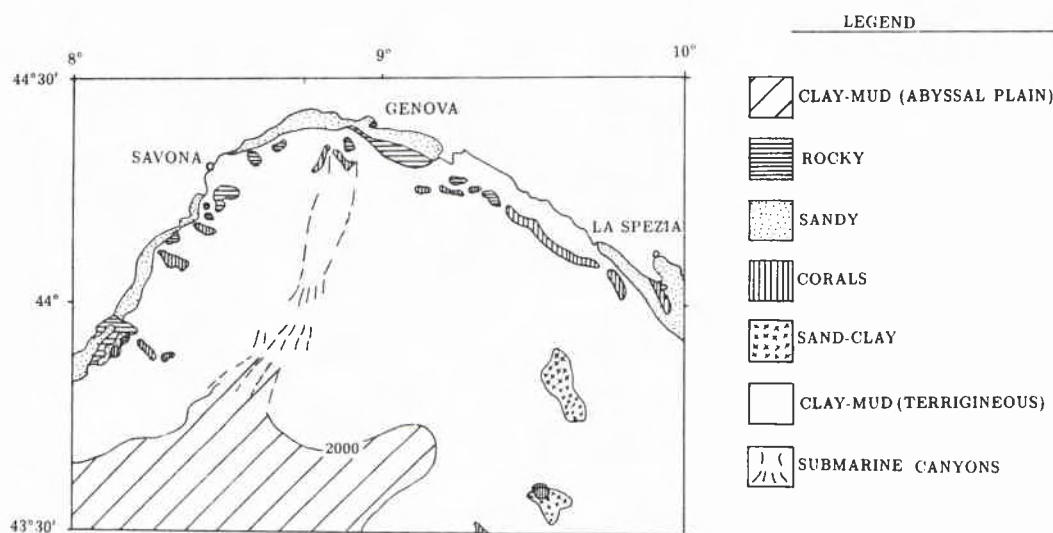 LEGEND
8°
9°
10°
44°30'
GENOVA
SAVONA
LA SPEZIA
44°
2000
43°30'
CLAY-MUD (ABYSSAL PLAIN)
ROCKY
SANDY
CORALS
SAND-CLAY
CLAY-MUD (TERRIGINEOUS)
SUBMARINE CANYONS